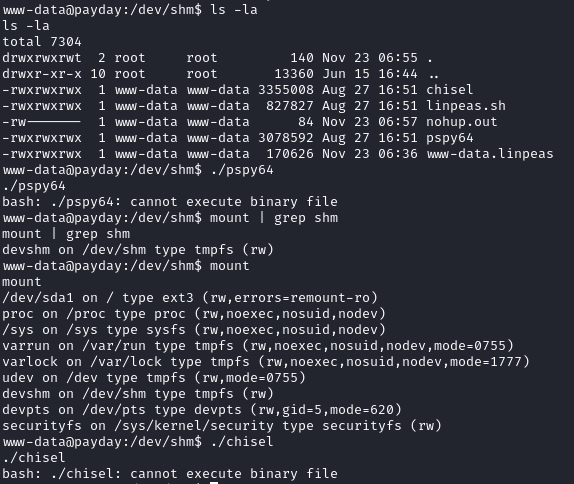 www-data@payday:/dev/shm$ ls -la
ls -la
total 7304
drwxrwxrwt  2 root     root         140 Nov 23 06:55 .
drwxr-xr-x 10 root     root       13360 Jun 15 16:44 ..
-rwxrwxrwx  1 www-data www-data 3355008 Aug 27 16:51 chisel
-rwxrwxrwx  1 www-data www-data  827827 Aug 27 16:51 linpeas.sh
-rw-------  1 www-data www-data      84 Nov 23 06:57 nohup.out
-rwxrwxrwx  1 www-data www-data 3078592 Aug 27 16:51 pspy64
-rwxrwxrwx  1 www-data www-data  170626 Nov 23 06:36 www-data.linpeas
www-data@payday:/dev/shm$ ./pspy64
./pspy64
bash: ./pspy64: cannot execute binary file
www-data@payday:/dev/shm$ mount | grep shm
mount | grep shm
devshm on /dev/shm type tmpfs (rw)
www-data@payday:/dev/shm$ mount
mount
/dev/sda1 on / type ext3 (rw,errors=remount-ro)
proc on /proc type proc (rw,noexec,nosuid,nodev)
/sys on /sys type sysfs (rw,noexec,nosuid,nodev)
varrun on /var/run type tmpfs (rw,noexec,nosuid,nodev,mode=0755)
varlock on /var/lock type tmpfs (rw,noexec,nosuid,nodev,mode=1777)
udev on /dev type tmpfs (rw,mode=0755)
devshm on /dev/shm type tmpfs (rw)
devpts on /dev/pts type devpts (rw,gid=5,mode=620)
securityfs on /sys/kernel/security type securityfs (rw)
www-data@payday:/dev/shm$ ./chisel
./chisel
bash: ./chisel: cannot execute binary file